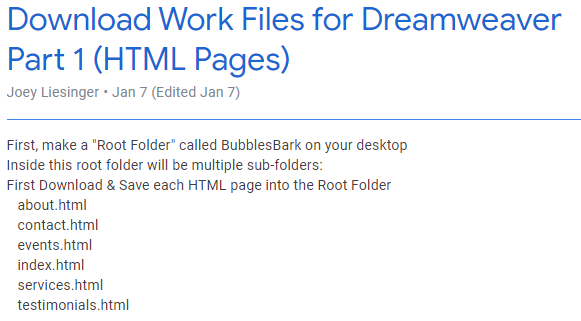 Download Work Files for Dreamweaver
Part 1 (HTML Pages)
Joey Liesinger • Jan 7 (Edited Jan 7)
First, make a "Root Folder" called BubblesBark on your desktop
Inside this root folder will be multiple sub-folders:
First Download & Save each HTML page into the Root Folder
about.html
contact.html
events.html
index.html
services.html
testimonials.html